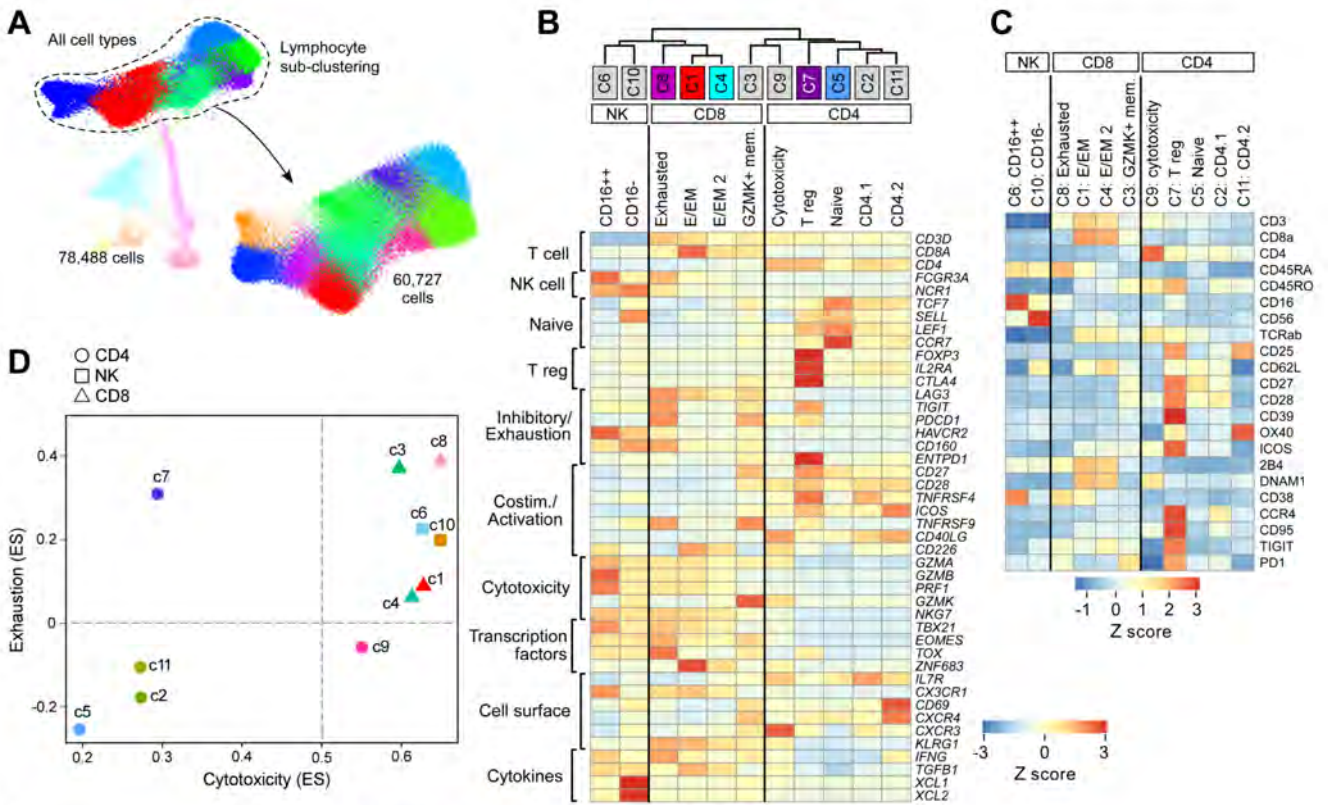 A
All cell types
Lymphocyte
sub-clustering
78,488 cells
60,727
cells
B
C6
C10
C8
C1
C4
C3
C9
C7
C5
C2
C11
NK
CD8
CD4
CD16++
CD16-
Exhausted
E/EM
E/EM 2
GZMK+ mem.
Cytotoxicity
T reg
Naive
CD4.1
CD4.2
T cell
NK cell
Naive
T reg
Inhibitory/
Exhaustion
Costim./
Activation
Cytotoxicity
Transcription
factors
Cell surface
Cytokines
CD3D
CD8A
CD4
FCGR3A
NCR1
TCF7
SELL
LEF1
CCR7
FOXP3
IL2RA
CTLA4
LAG3
TIGIT
PDCD1
HAVCR2
CD160
ENTPD1
CD27
CD28
TNFRSF4
ICOS
TNFRSF9
CD40LG
CD226
GZMA
GZMB
PRF1
GZMK
NKG7
TBX21
EOMES
TOX
ZNF683
IL7R
CX3CR1
CD69
CXCR4
CXCR3
KLRG1
IFNG
TGFB1
XCL1
XCL2
-3
0
3
Z score
C
NK
CD8
CD4
C6: CD16++
C10: CD16-
C8: Exhausted
C1: E/EM
C4: E/EM 2
C3: GZMK+ mem.
C9: cytotoxicity
C7: T reg
C5: Naive
C2: CD4.1
C11: CD4.2
CD3
CD8a
CD4
CD45RA
CD45RO
CD16
CD56
TCRab
CD25
CD62L
CD27
CD28
CD39
OX40
ICOS
2B4
DNAM1
CD38
CCR4
CD95
TIGIT
PD1
-1
0
2
3
Z score
D
CD4
NK
CD8
Exhaustion (ES)
0.4
0.2
0
-0.2
c7
c3
c8
c6
c10
c1
c4
c9
c11
c2
c5
0.2
0.3
0.4
0.5
0.6
Cytotoxicity (ES)